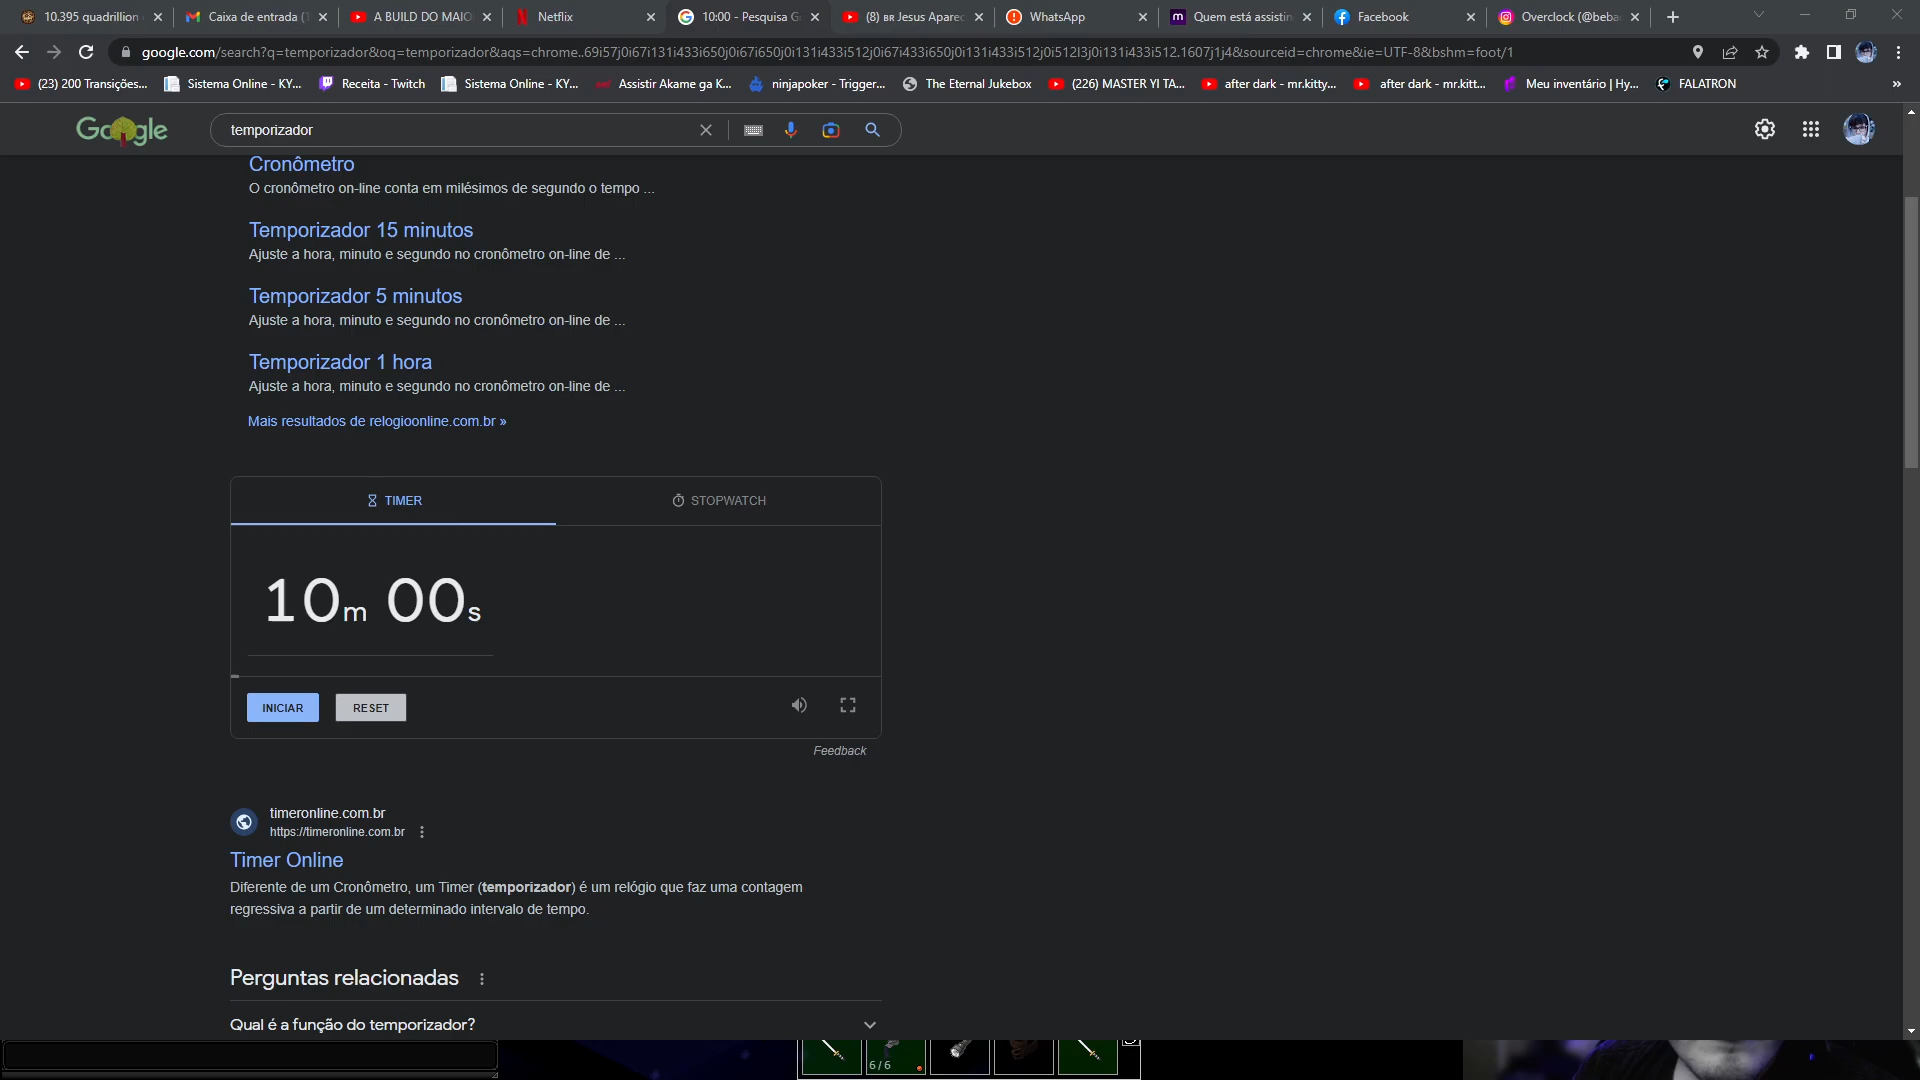 10.395 quadrillion
Caixa de entrada (1
A BUILD DO MAIO
Netflix
10:00 - Pesquisa G
(8) BR Jesus Aparec
WhatsApp
Quem está assistin
Facebook
Overclock (@beba
google.com/search?q=temporizador&oq=temporizador&aqs=chrome..69i57j0i67i131i433i650j0i67i650j0i131i433i512j0i67i433i650j0i131i433i512j0i512l3j0i131i433i512.1607j1j4&sourceid=chrome&ie=UTF-8&bshm=foot/1
(23) 200 Transições...
Sistema Online - KY...
Receita - Twitch
Sistema Online - KY...
Assistir Akame ga K...
ninjapoker - Trigger...
The Eternal Jukebox
(226) MASTER YI TA...
after dark - mr.kitty...
after dark - mr.kitt...
Meu inventário | Hy...
FALATRON
»
Google
temporizador
Cronômetro
O cronômetro on-line conta em milésimos de segundo o tempo ...
Temporizador 15 minutos
Ajuste a hora, minuto e segundo no cronômetro on-line de ...
Temporizador 5 minutos
Ajuste a hora, minuto e segundo no cronômetro on-line de ...
Temporizador 1 hora
Ajuste a hora, minuto e segundo no cronômetro on-line de ...
Mais resultados de relogioonline.com.br »
TIMER
STOPWATCH
10m 00s
INICIAR
RESET
Feedback
timeronline.com.br
https://timeronline.com.br
Timer Online
Diferente de um Cronômetro, um Timer (temporizador) é um relógio que faz uma contagem
regressiva a partir de um determinado intervalo de tempo.
Perguntas relacionadas
Qual é a função do temporizador?
6/6